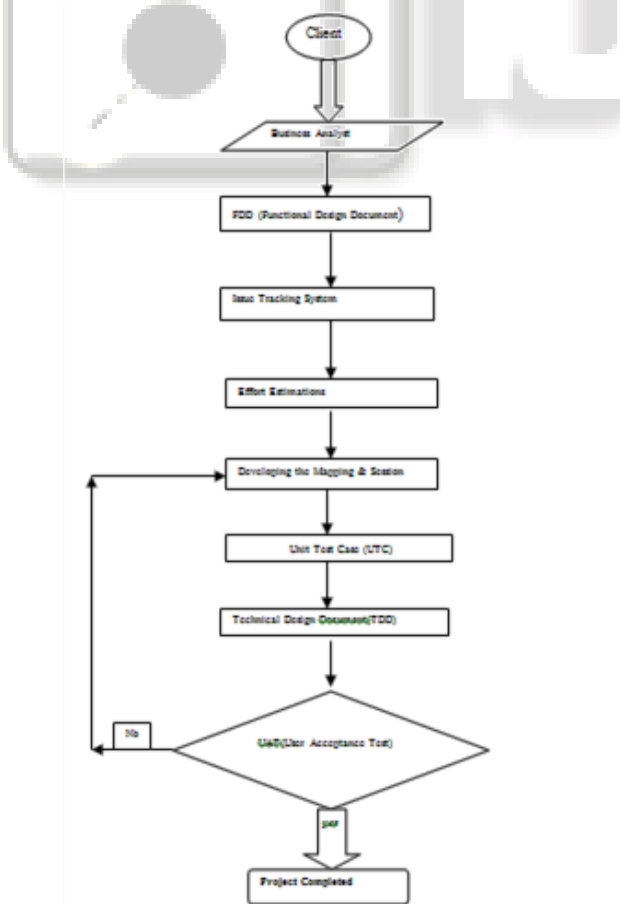 Client
Business Analyst
FDD (Functional Design Document)
Issue Tracking System
Effort Estimations
Developing the Mapping & Session
Unit Test Case (UTC)
Technical Design Document(TDD)
UAT(User Acceptance Test)
No
yes
Project Completed